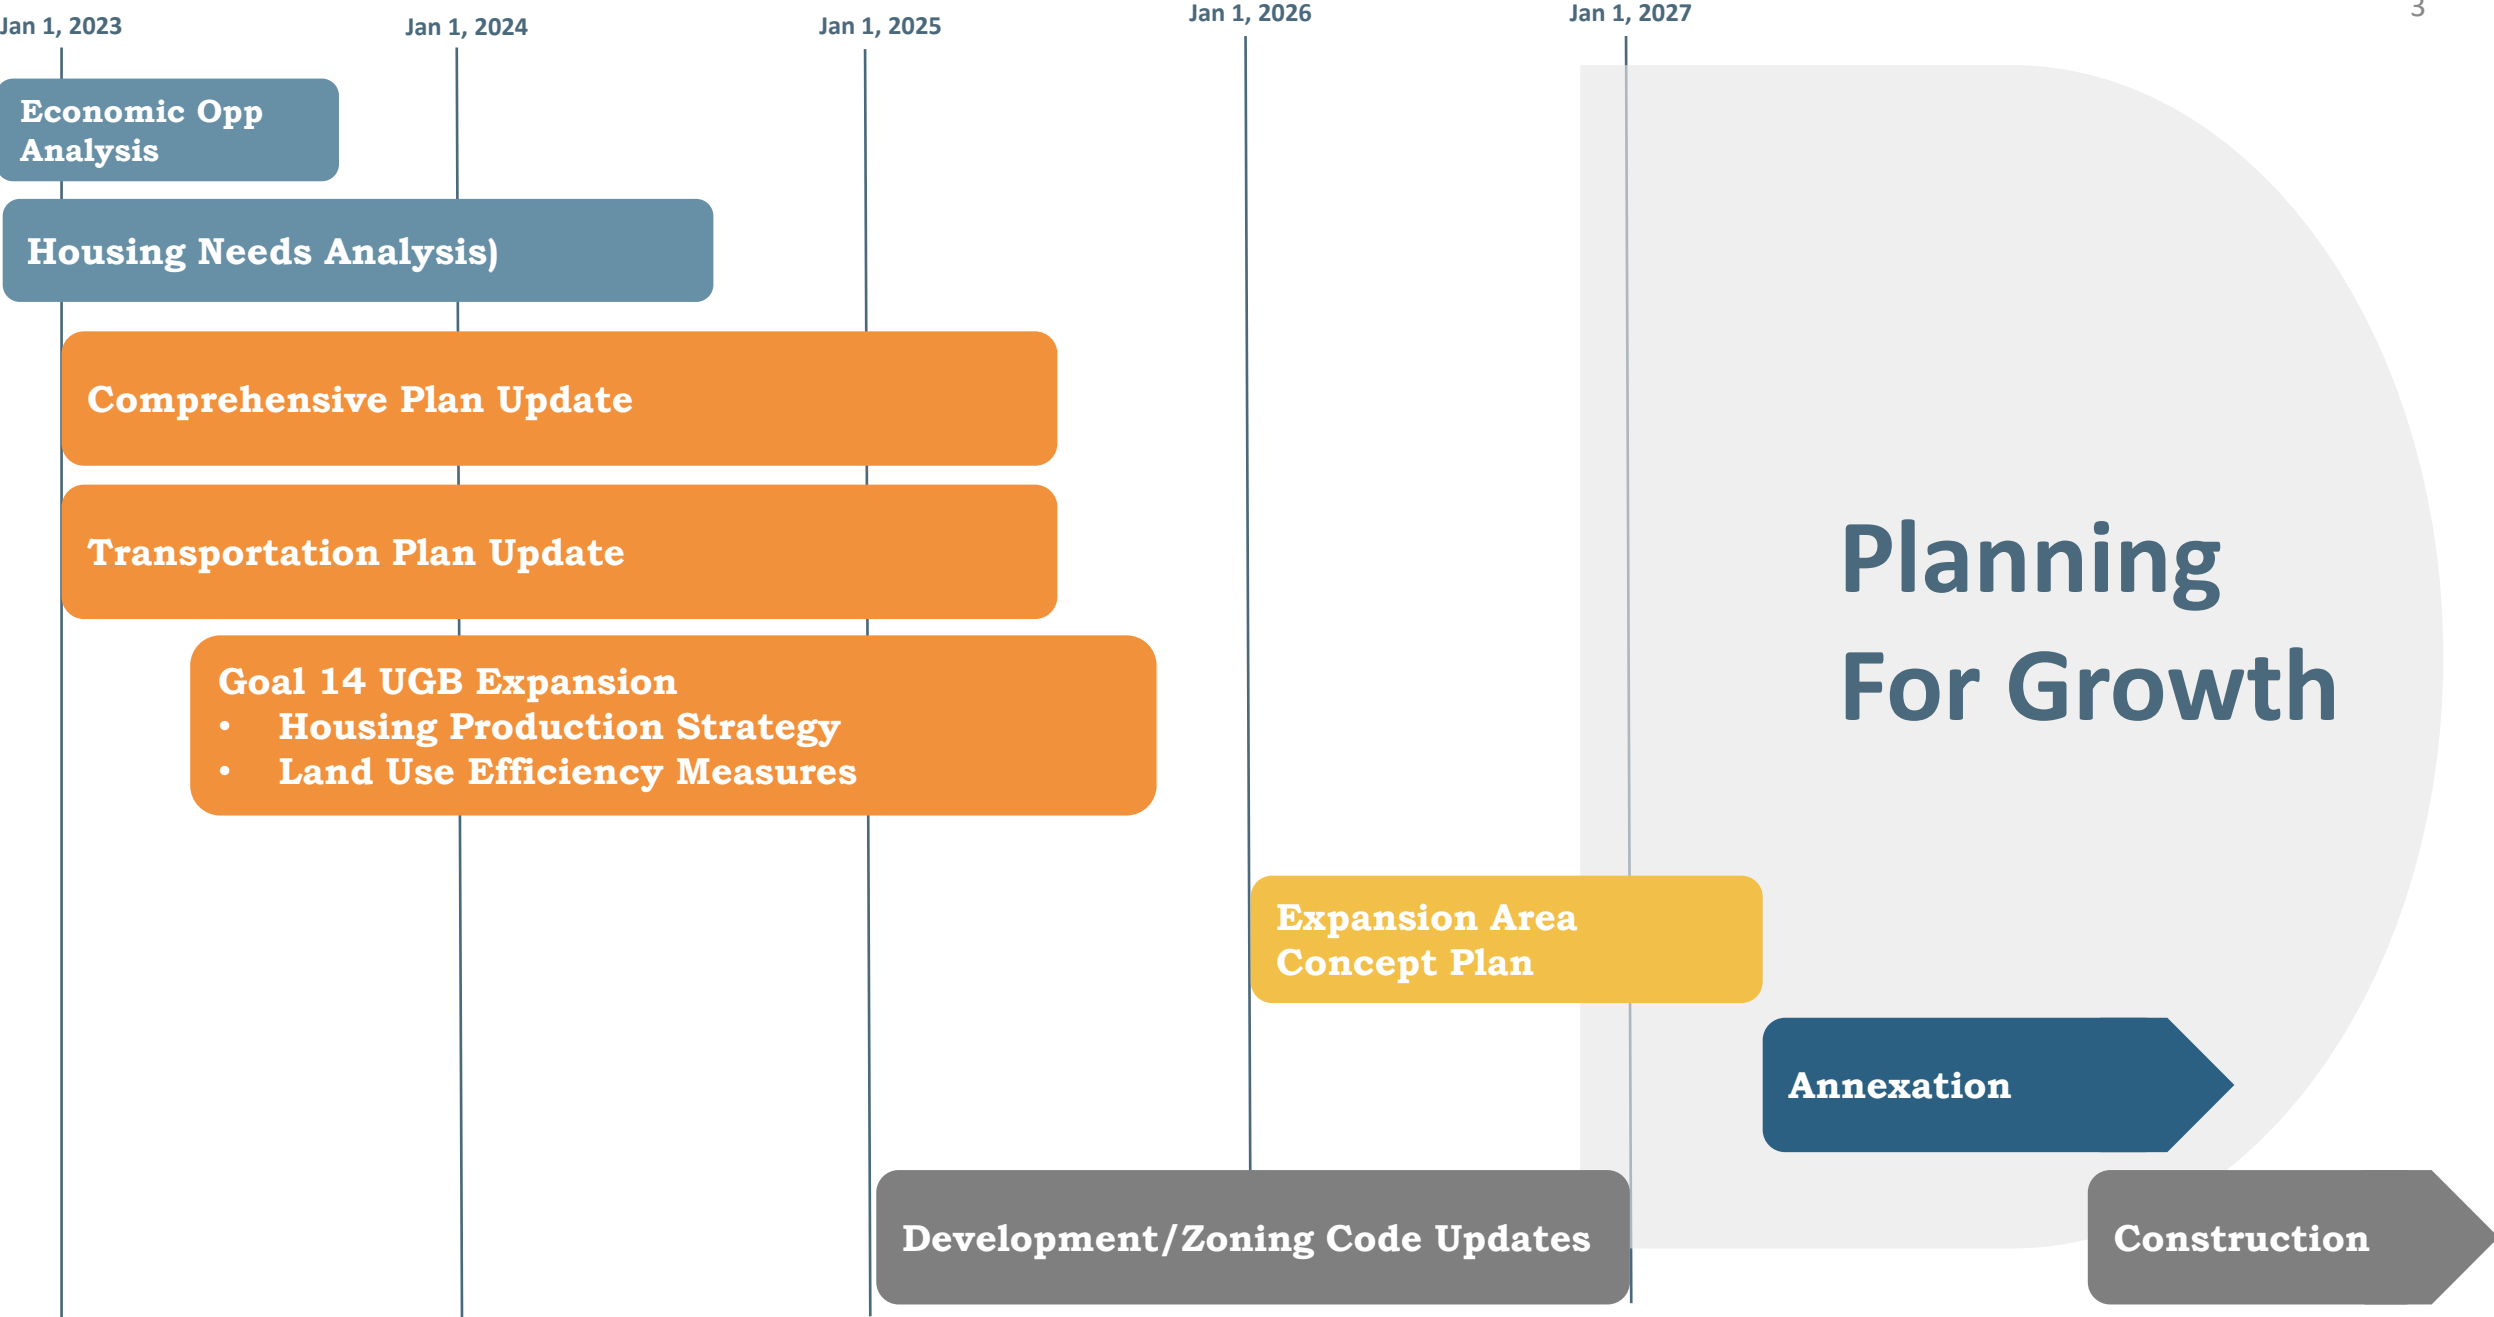 Jan 1, 2023
Jan 1, 2024
Jan 1, 2025
Jan 1, 2026
Jan 1, 2027
3
Economic Opp
Analysis
Housing Needs Analysis)
Comprehensive Plan Update
Transportation Plan Update
Goal 14 UGB Expansion
• Housing Production Strategy
• Land Use Efficiency Measures
Planning
For Growth
Expansion Area
Concept Plan
Annexation
Development/Zoning Code Updates
Construction